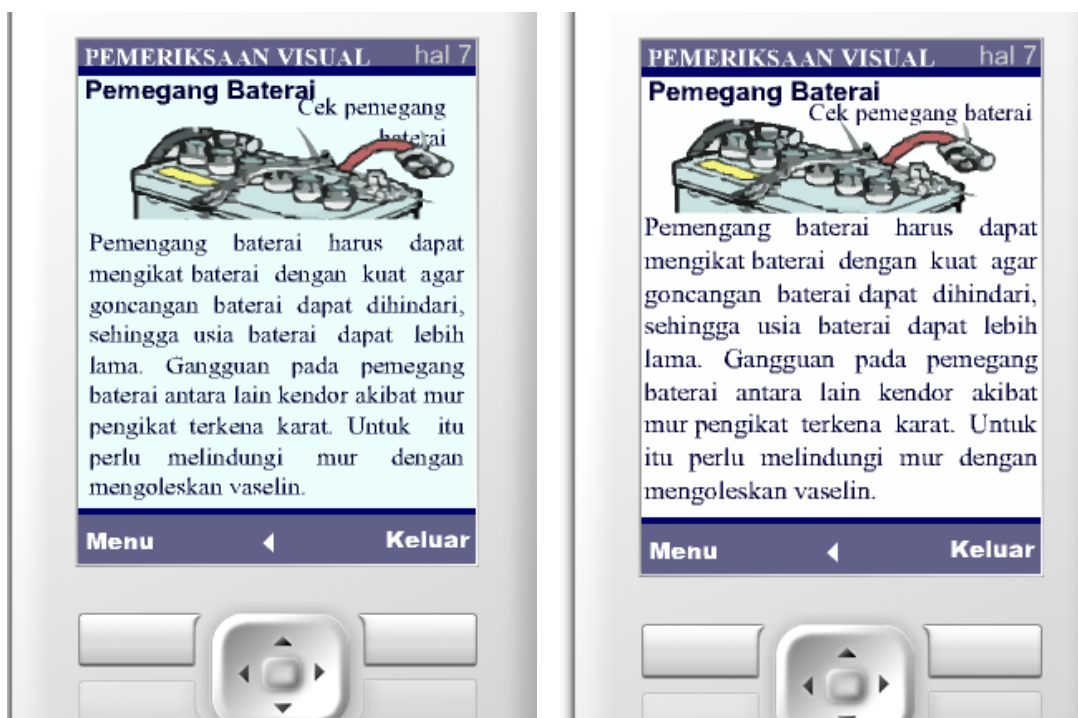 PEMERIKSAAN VISUAL hal 7
Pemegang Baterai
Cek pemegang
baterai
Pemengang baterai harus dapat
mengikat baterai dengan kuat agar
goncangan baterai dapat dihindari,
sehingga usia baterai dapat lebih
lama. Gangguan pada pemegang
baterai antara lain kendor akibat mur
pengikat terkena karat. Untuk itu
perlu melindungi mur dengan
mengoleskan vaselin.
Menu Keluar
PEMERIKSAAN VISUAL hal 7
Pemegang Baterai
Cek pemegang baterai
Pemengang baterai harus dapat
mengikat baterai dengan kuat agar
goncangan baterai dapat dihindari,
sehingga usia baterai dapat lebih
lama. Gangguan pada pemegang
baterai antara lain kendor akibat
mur pengikat terkena karat. Untuk
itu perlu melindungi mur dengan
mengoleskan vaselin.
Menu Keluar